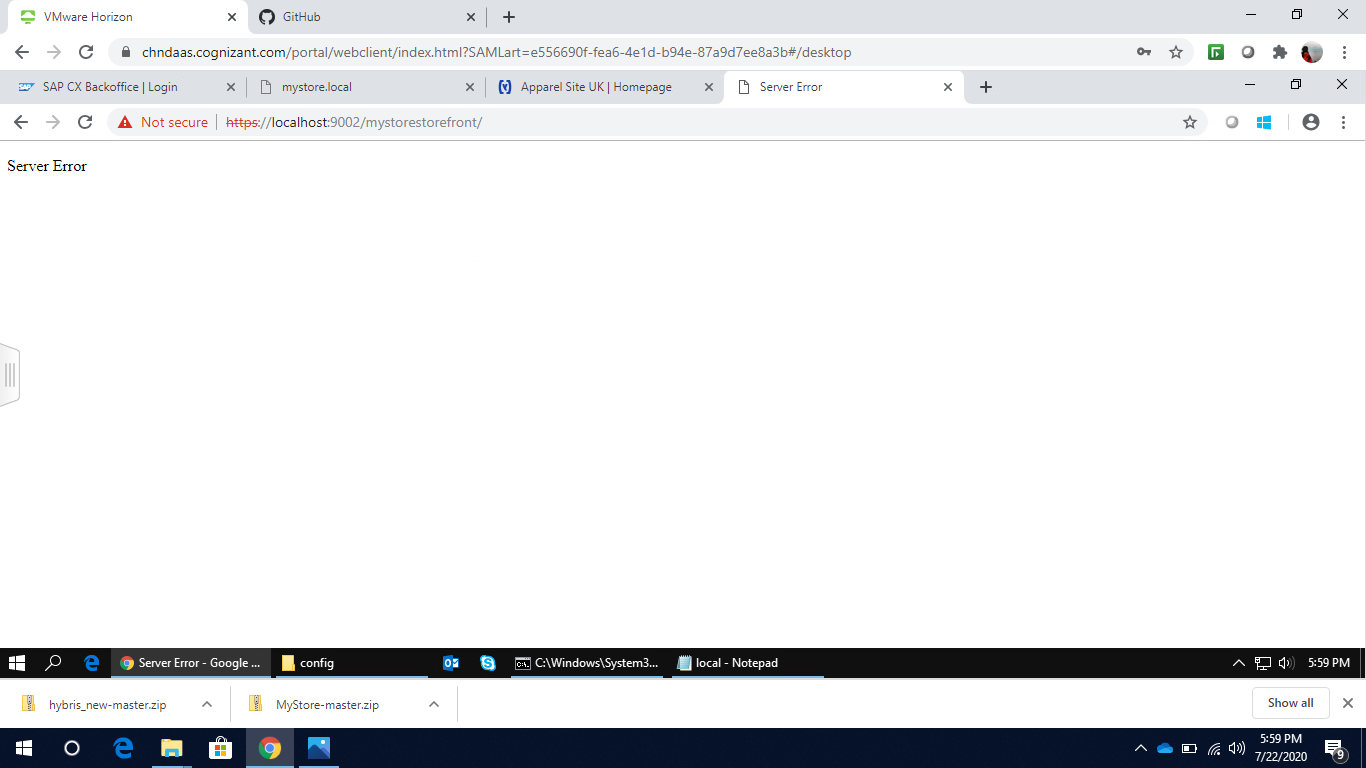 VMware Horizon
GitHub
chndaas.cognizant.com/portal/webclient/index.html?SAMLart=e556690f-fea6-4e1d-b94e-87a9d7ee8a3b#/desktop
SAP CX Backoffice | Login
mystore.local
Apparel Site UK | Homepage
Server Error
Not secure
https://localhost:9002/mystorestorefront/
Server Error
Server Error - Google ...
config
C:\Windows\System3...
local - Notepad
5:59 PM
hybris_new-master.zip
MyStore-master.zip
Show all
5:59 PM
7/22/2020
9